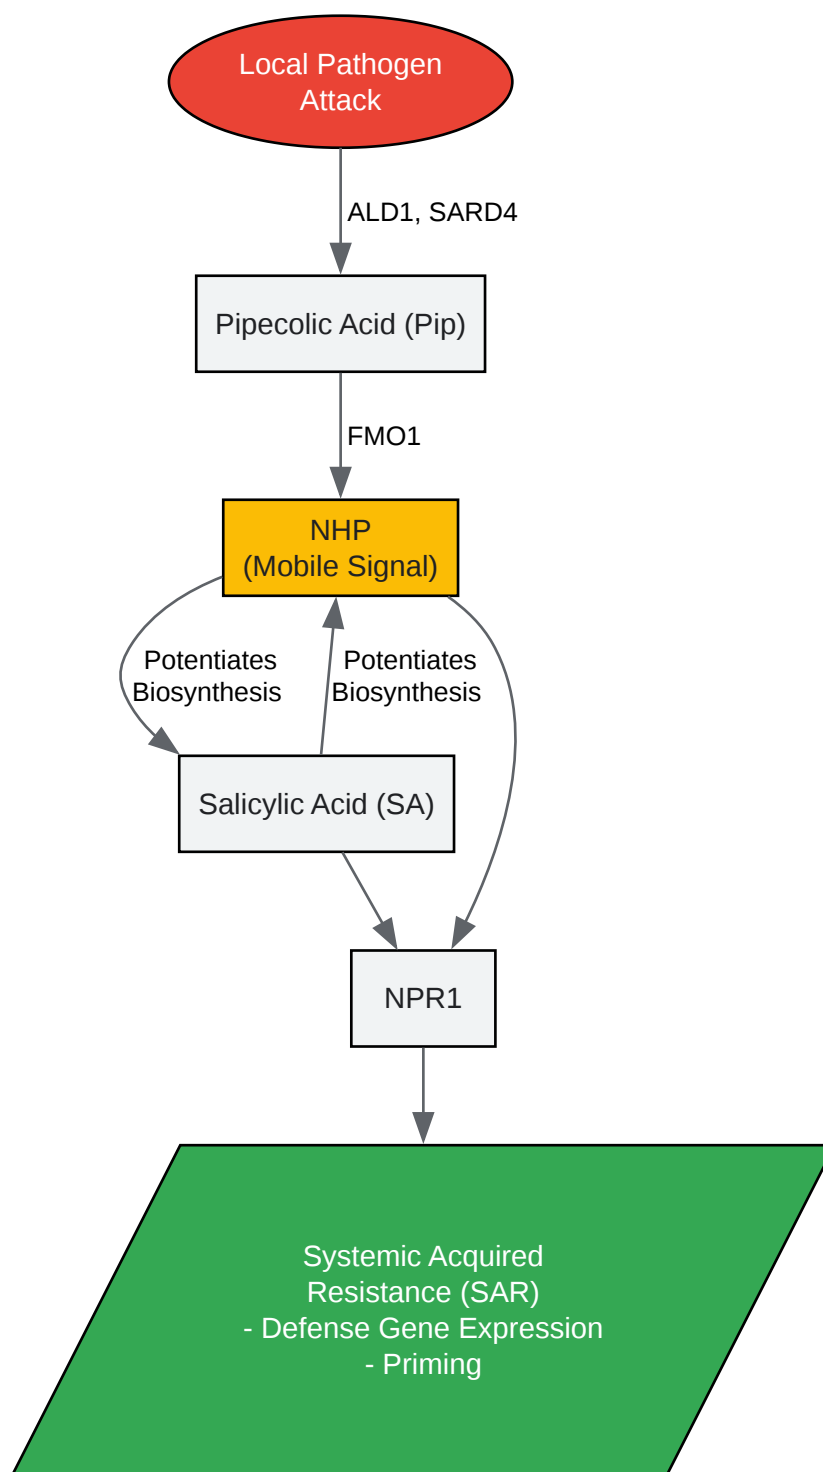 Local Pathogen
Attack
ALD1, SARD4
Pipecolic Acid (Pip)
FMO1
NHP
(Mobile Signal)
Potentiates
Biosynthesis
Potentiates
Biosynthesis
Salicylic Acid (SA)
NPR1
Systemic Acquired
Resistance (SAR)
- Defense Gene Expression
- Priming